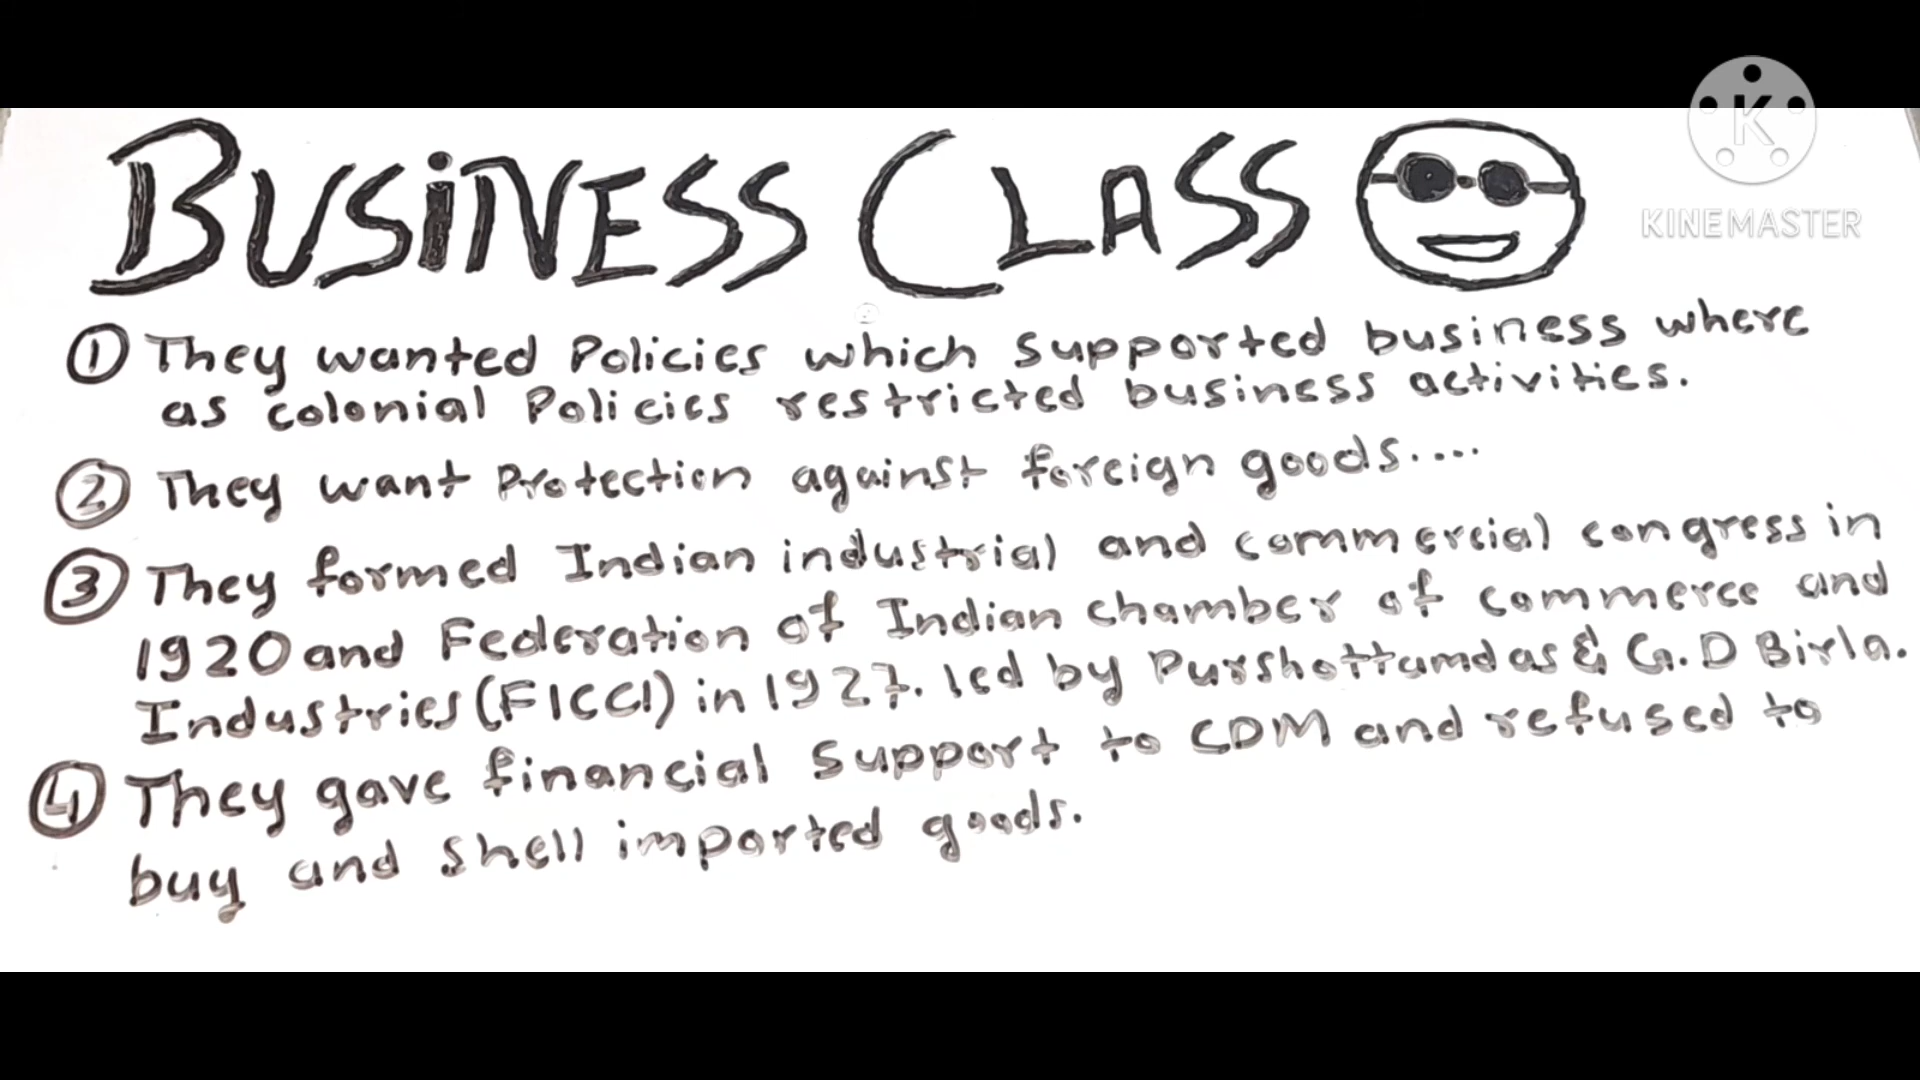 BUSiNESS CLASS
K
KINEMASTER
① They wanted Policies which supported business where
as colonial Policies restricted business activities.
② They want Protection against foreign goods....
③ They formed Indian industrial and commercial congress in
1920 and Federation of Indian chamber of commerce and
Industries (FICCI) in 1927. led by Purshottamdas & G.D Birla.
④ They gave financial support to CDM and refused to
buy and shell imported goods.